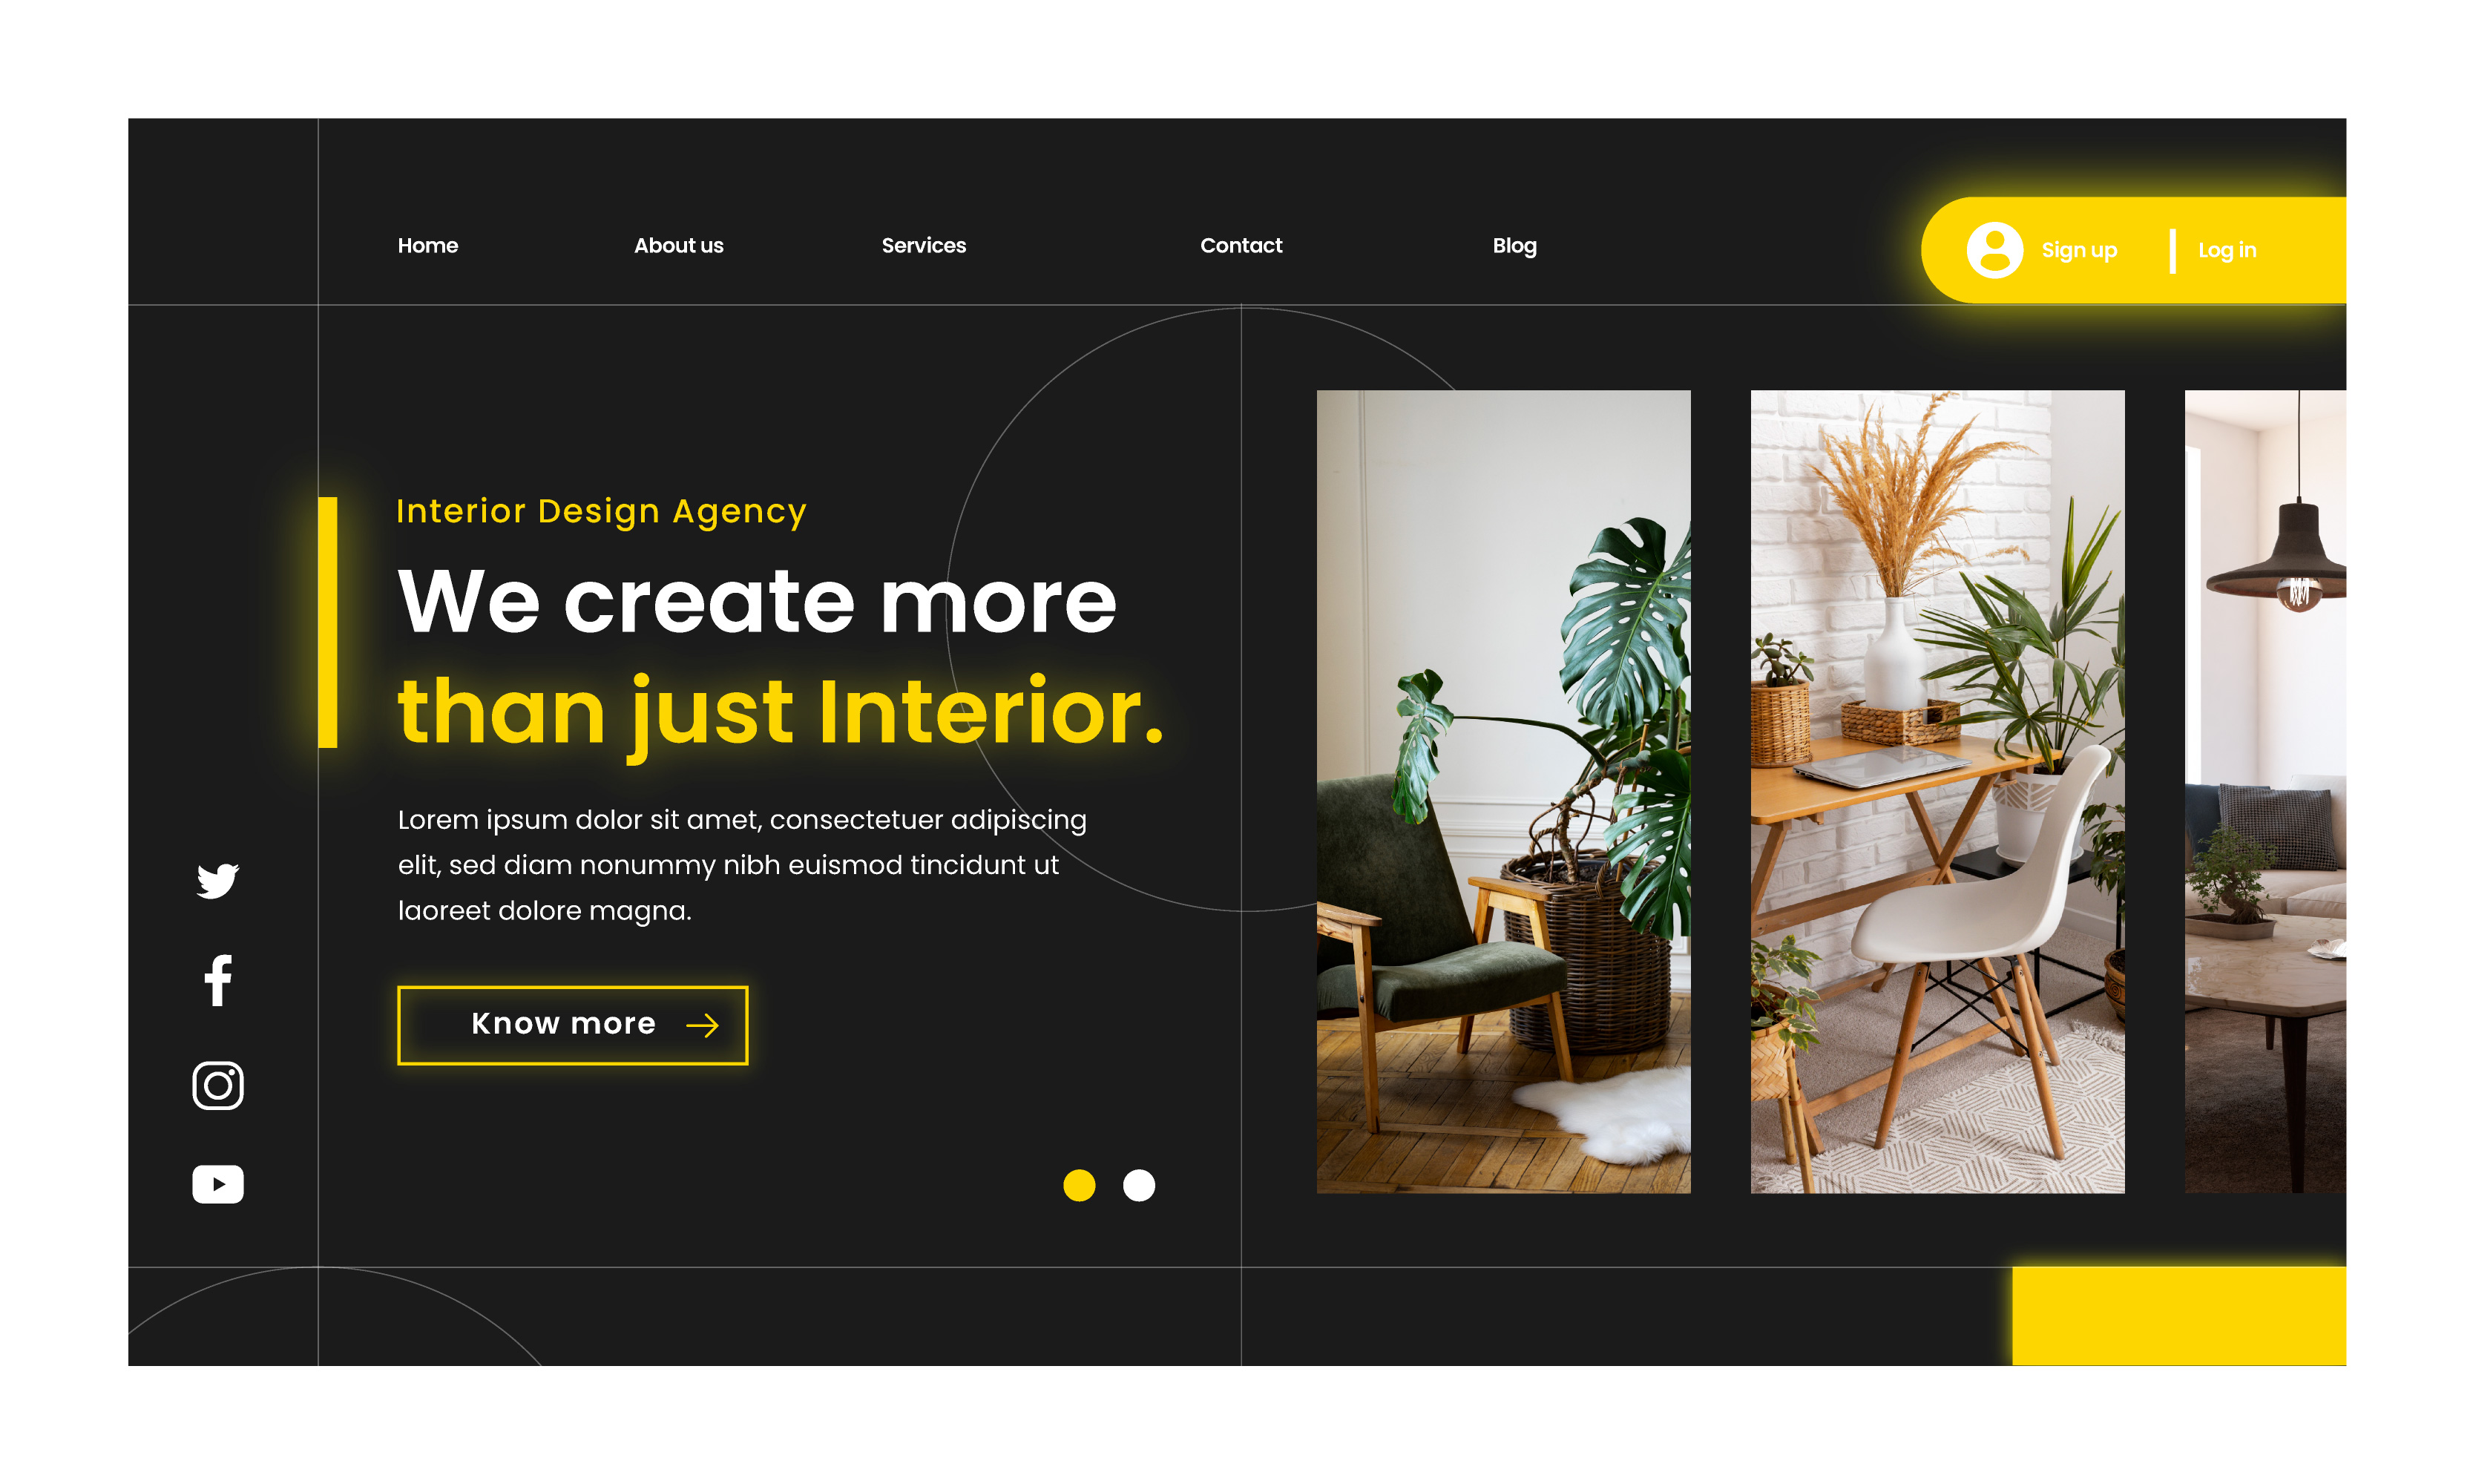 Home
About us
Services
Contact
Blog
Sign up
Log in
Interior Design Agency
We create more
than just Interior.
Lorem ipsum dolor sit amet, consectetuer adipiscing
elit, sed diam nonummy nibh euismod tincidunt ut
laoreet dolore magna.
Know more